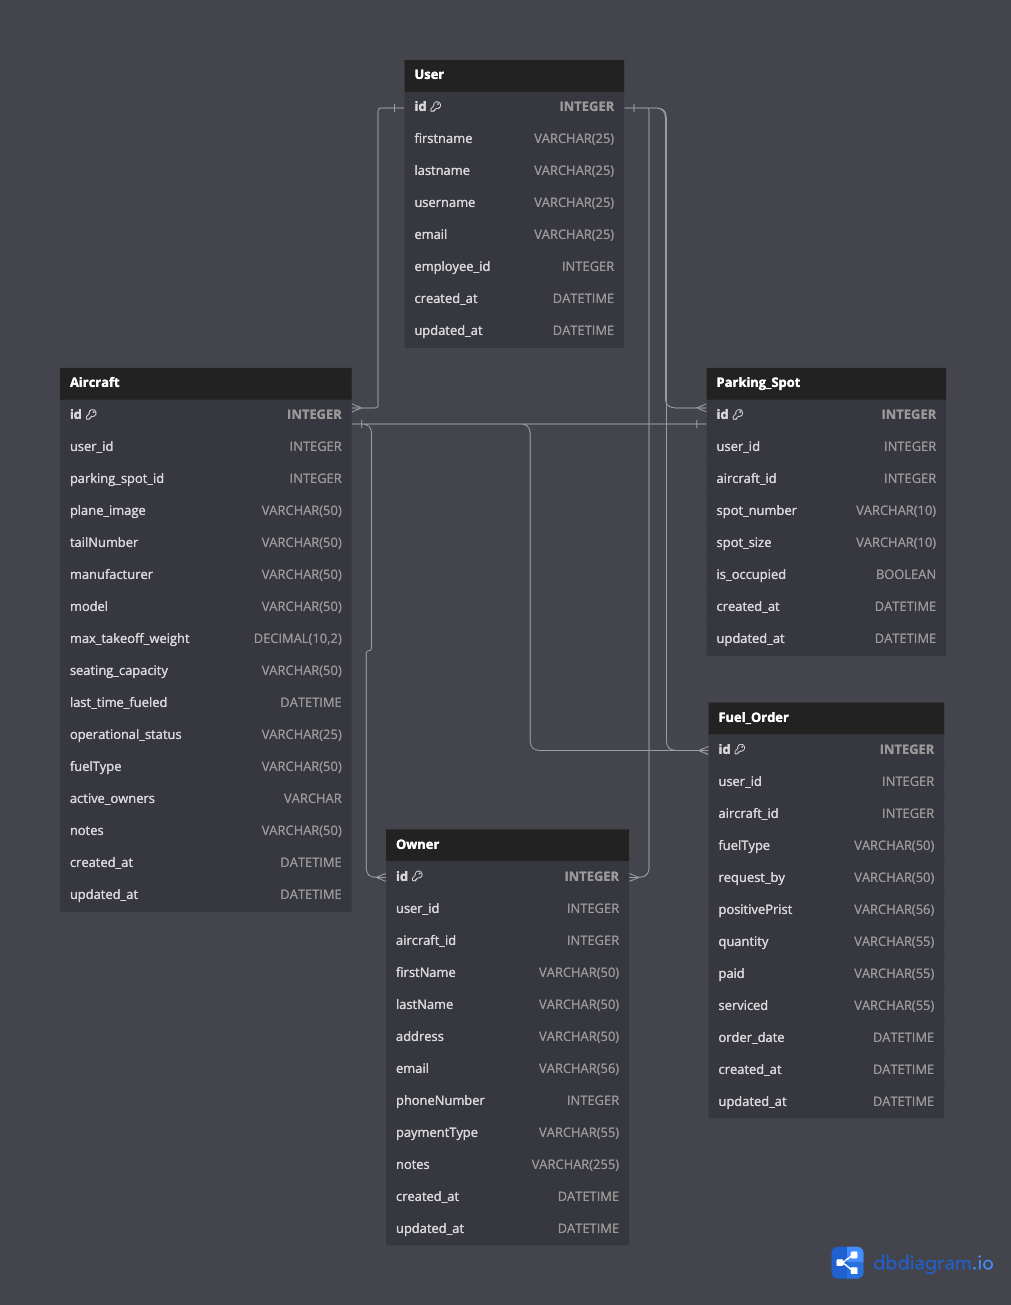 User
id INTEGER
firstname VARCHAR(25)
lastname VARCHAR(25)
username VARCHAR(25)
email VARCHAR(25)
employee_id INTEGER
created_at DATETIME
updated_at DATETIME
Aircraft
id INTEGER
user_id INTEGER
parking_spot_id INTEGER
plane_image VARCHAR(50)
tailNumber VARCHAR(50)
manufacturer VARCHAR(50)
model VARCHAR(50)
max_takeoff_weight DECIMAL(10,2)
seating_capacity VARCHAR(50)
last_time_fueled DATETIME
operational_status VARCHAR(25)
fuelType VARCHAR(50)
active_owners VARCHAR
notes VARCHAR(50)
created_at DATETIME
updated_at DATETIME
Parking_Spot
id INTEGER
user_id INTEGER
aircraft_id INTEGER
spot_number VARCHAR(10)
spot_size VARCHAR(10)
is_occupied BOOLEAN
created_at DATETIME
updated_at DATETIME
Fuel_Order
id INTEGER
user_id INTEGER
aircraft_id INTEGER
fuelType VARCHAR(50)
request_by VARCHAR(50)
positivePrist VARCHAR(56)
quantity VARCHAR(55)
paid VARCHAR(55)
serviced VARCHAR(55)
order_date DATETIME
created_at DATETIME
updated_at DATETIME
Owner
id INTEGER
user_id INTEGER
aircraft_id INTEGER
firstName VARCHAR(50)
lastName VARCHAR(50)
address VARCHAR(50)
email VARCHAR(56)
phoneNumber INTEGER
paymentType VARCHAR(55)
notes VARCHAR(255)
created_at DATETIME
updated_at DATETIME
dbdiagram.io